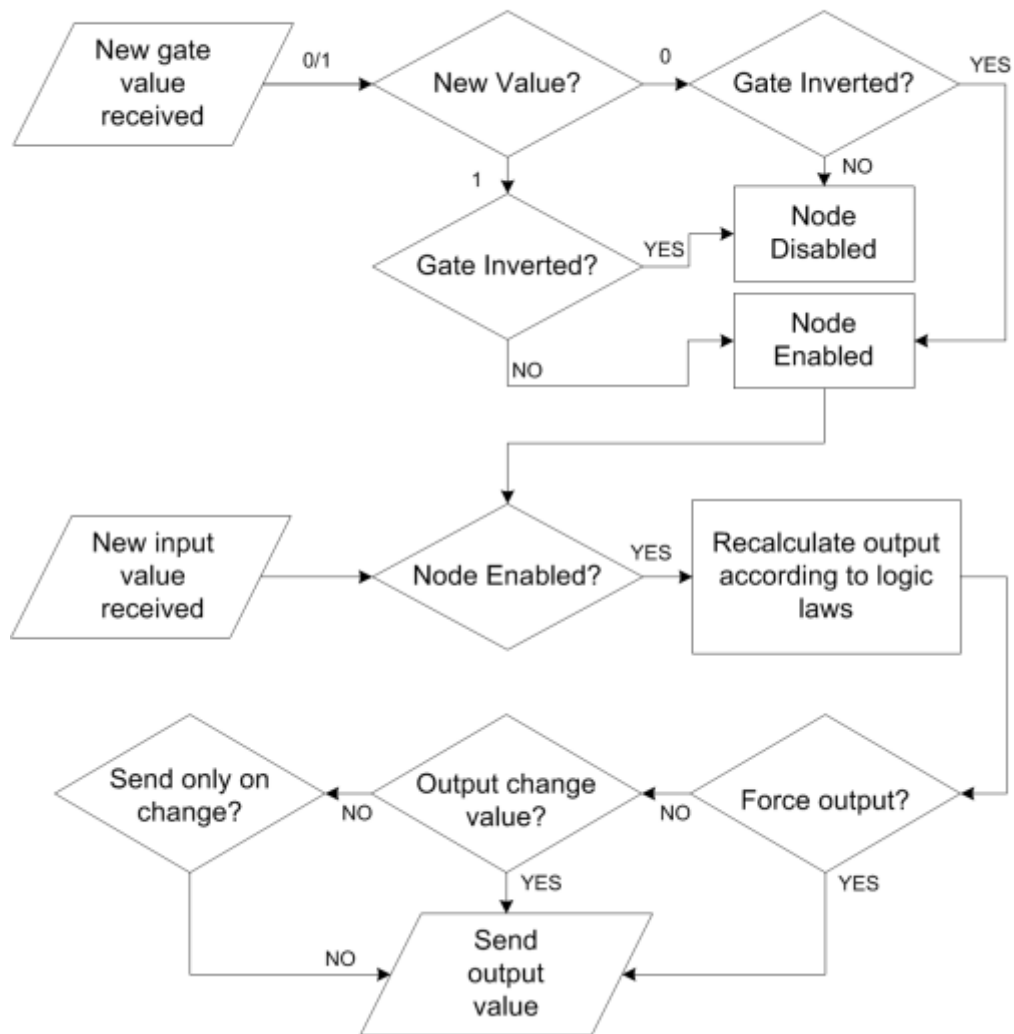 New gate
value
received
0/1
New Value?
0
Gate Inverted?
YES
NO
1
Gate Inverted?
YES
Node
Disabled
NO
Node
Enabled
New input
value
received
Node Enabled?
YES
Recalculate output
according to logic
laws
Send only on
change?
NO
Output change
value?
NO
Force output?
YES
YES
NO
Send
output
value